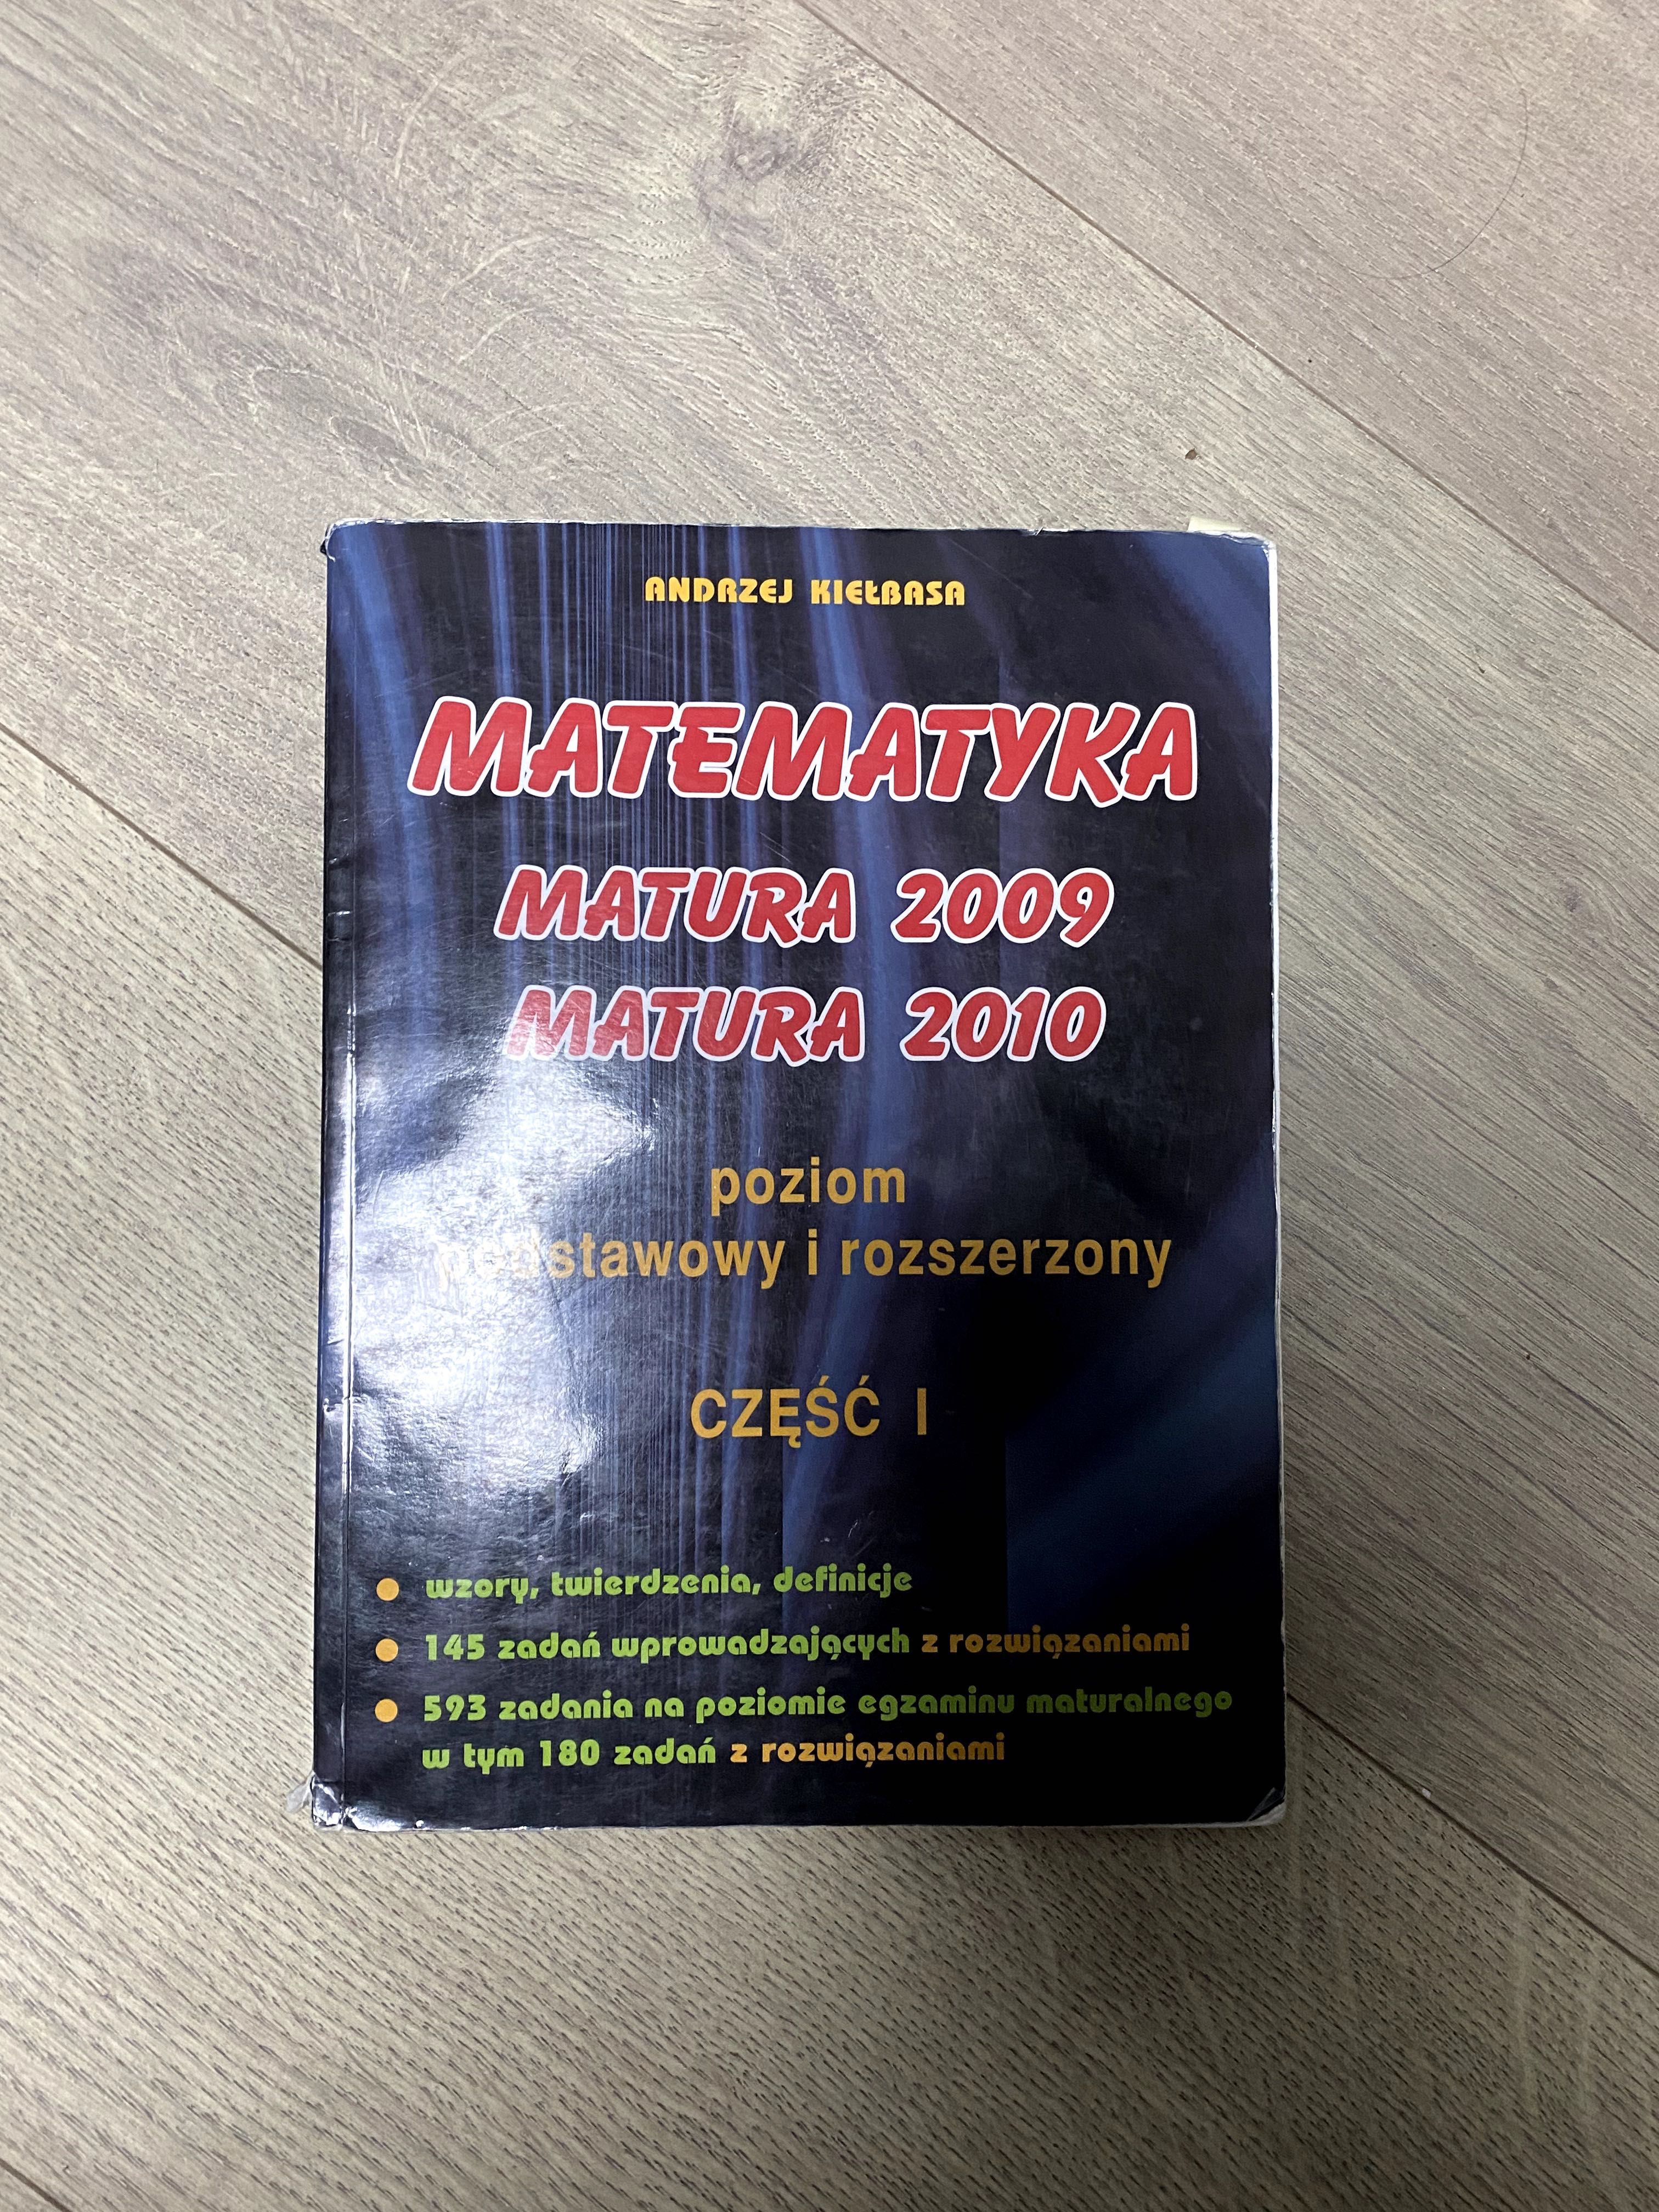 ANDRZEJ KIEŁBASA
MATEMATYKA
MATURA 2009
MATURA 2010
poziom
podstawowy i rozszerzony
CZĘŚĆ I
wzory, twierdzenia, definicje
145 zadań wprowadzających z rozwiązaniami
593 zadania na poziomie egzaminu maturalnego
w tym 180 zadań z rozwiązaniami